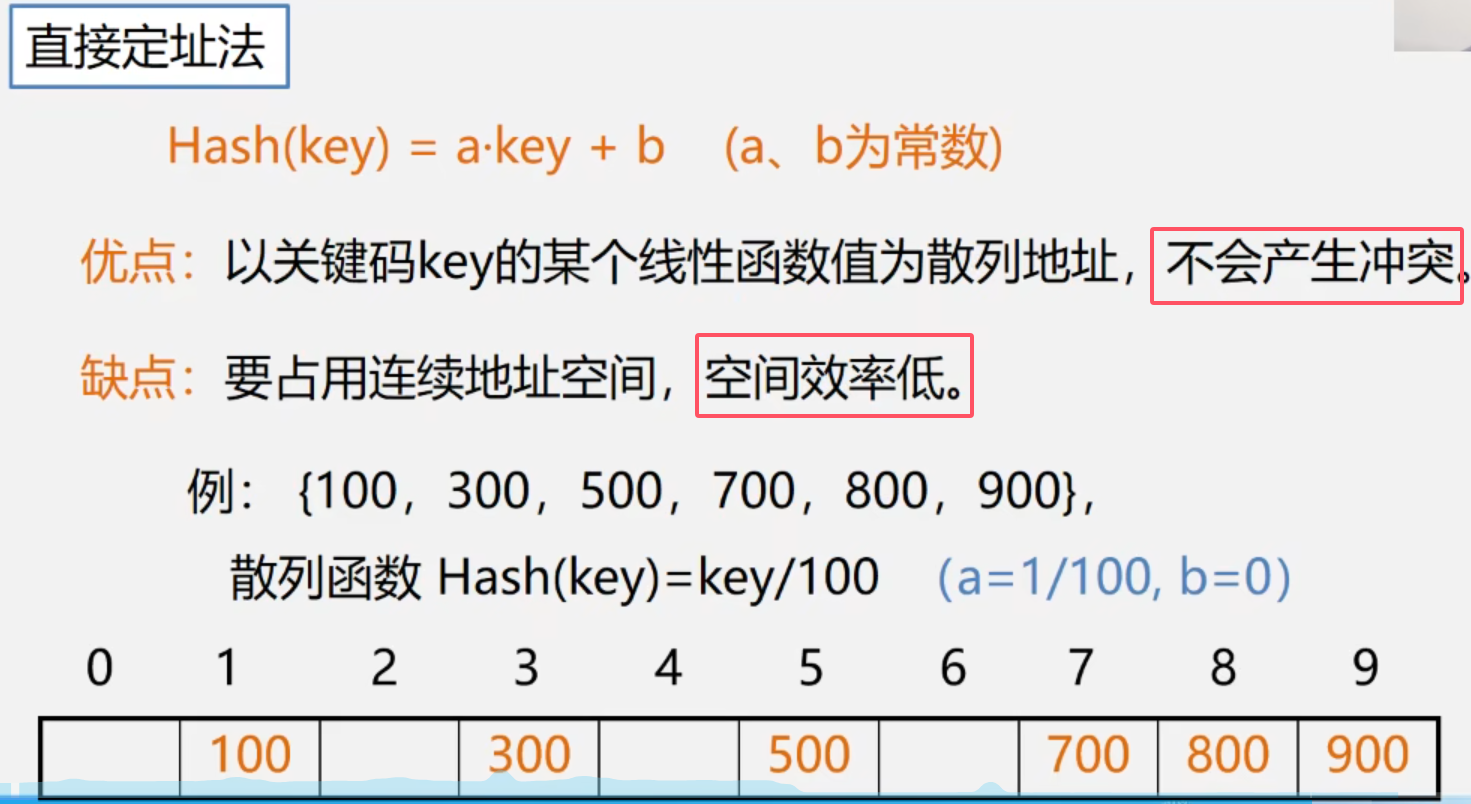 直接定址法
Hash(key) = a·key + b （a、b为常数)
优点：以关键码key的某个线性函数值为散列地址，不会产生冲突。
缺点：要占用连续地址空间，空间效率低。
例： {100，300，500，700，800，900}，
散列函数 Hash(key)=key/100 （a=1/100, b=0）
0 1 2 3 4 5 6 7 8 9
100 300 500 700 800 900